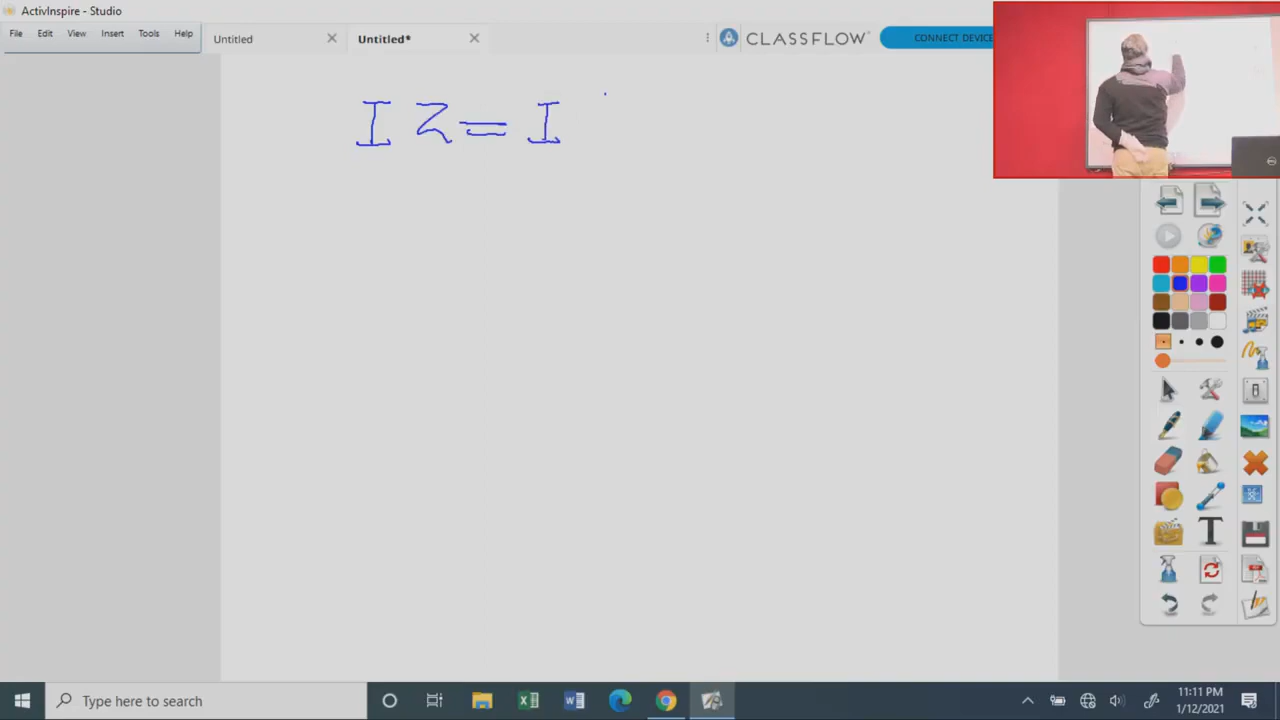 ActivInspire - Studio
File Edit View Insert Tools Help
Untitled
Untitled*
CLASSFLOW
CONNECT DEVICE
I Z = I
T
Type here to search
11:11 PM
1/12/2021